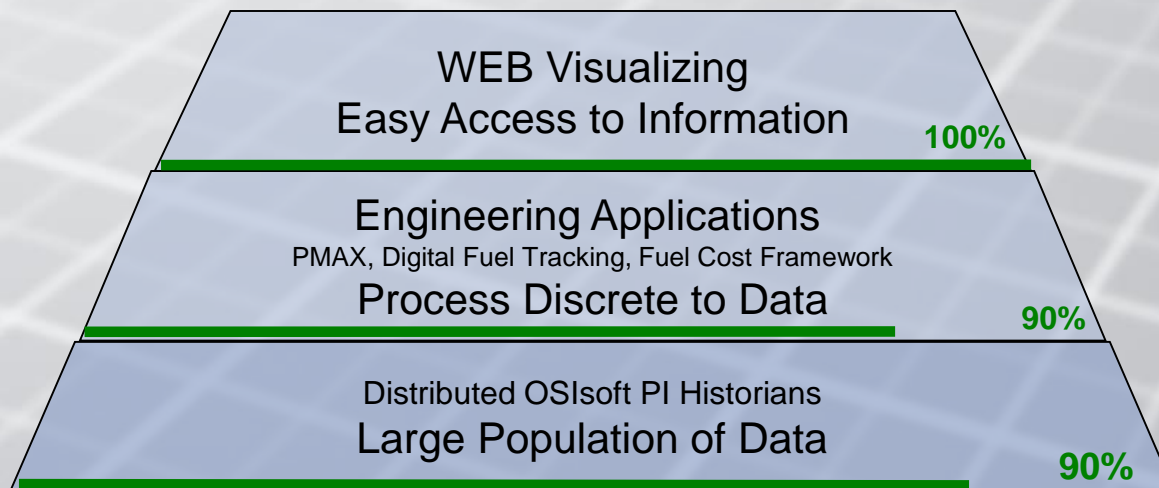 WEB Visualizing
Easy Access to Information
100%
Engineering Applications
PMAX, Digital Fuel Tracking, Fuel Cost Framework
Process Discrete to Data
90%
Distributed OSIsoft PI Historians
Large Population of Data
90%